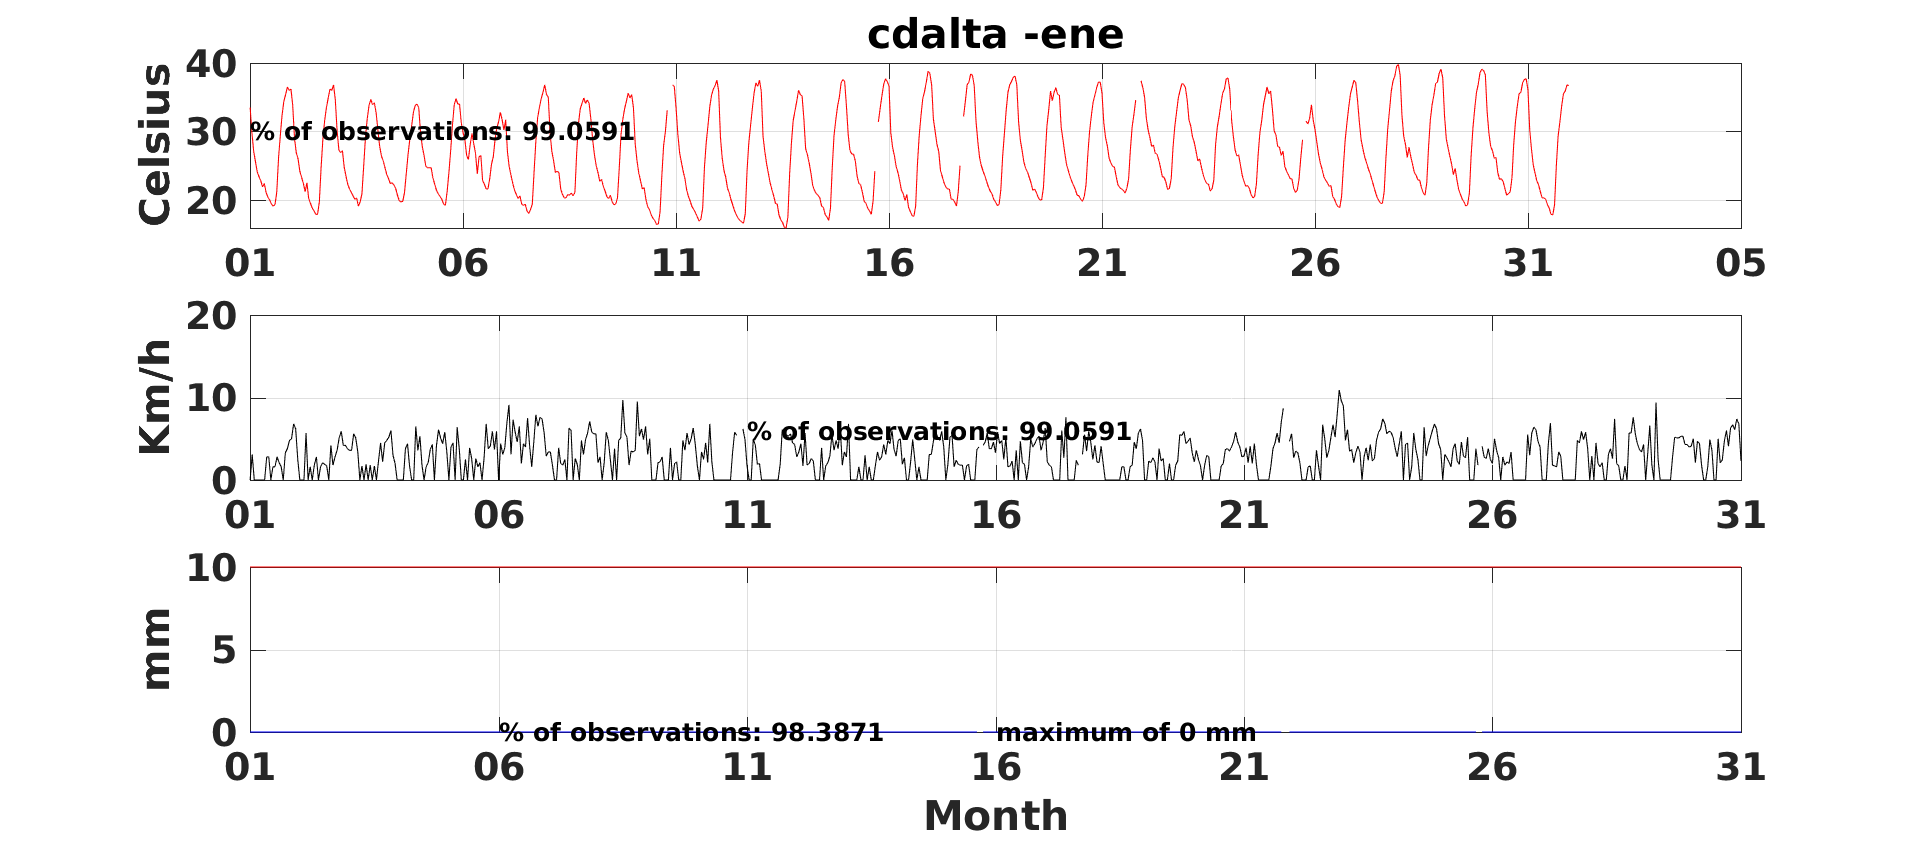 cdalta -ene
Celsius
40
30
20
% of observations: 99.0591
01 06 11 16 21 26 31 05
Km/h
20
10
0
% of observations: 99.0591
01 06 11 16 21 26 31
mm
10
5
0
% of observations: 98.3871 maximum of 0 mm
01 06 11 16 21 26 31
Month